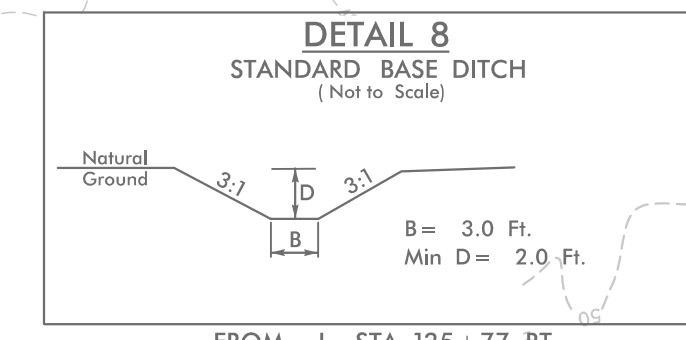 DETAIL 8
STANDARD BASE DITCH
( Not to Scale)
Natural
Ground
3:1
D
3:1
B
B = 3.0 Ft.
Min D = 2.0 Ft.
50